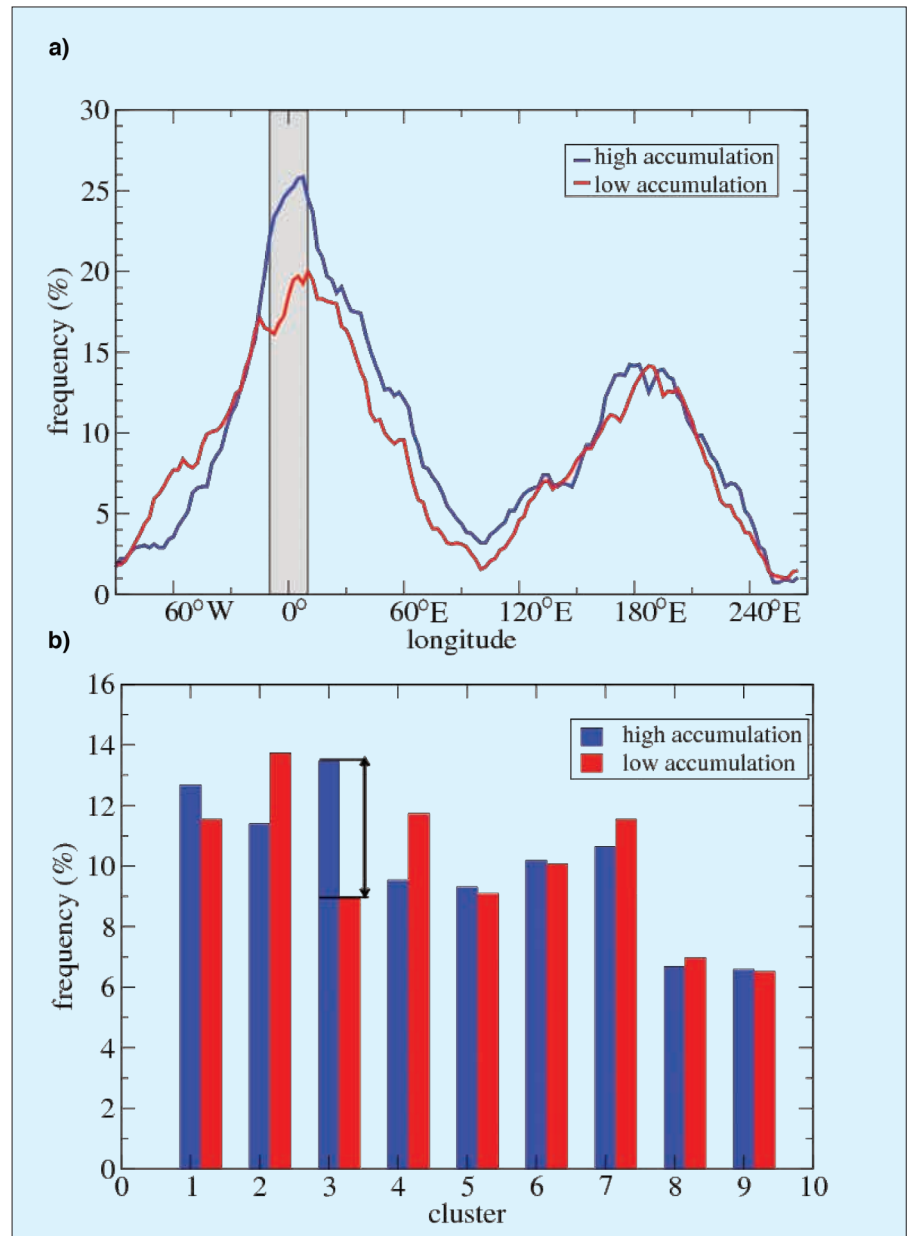 a)
30
25
20
15
10
5
0
frequency (%)
high accumulation
low accumulation
60°W 0° 60°E 120°E 180°E 240°E
longitude
b)
16
14
12
10
8
6
4
2
0
frequency (%)
high accumulation
low accumulation
0 1 2 3 4 5 6 7 8 9 10
cluster